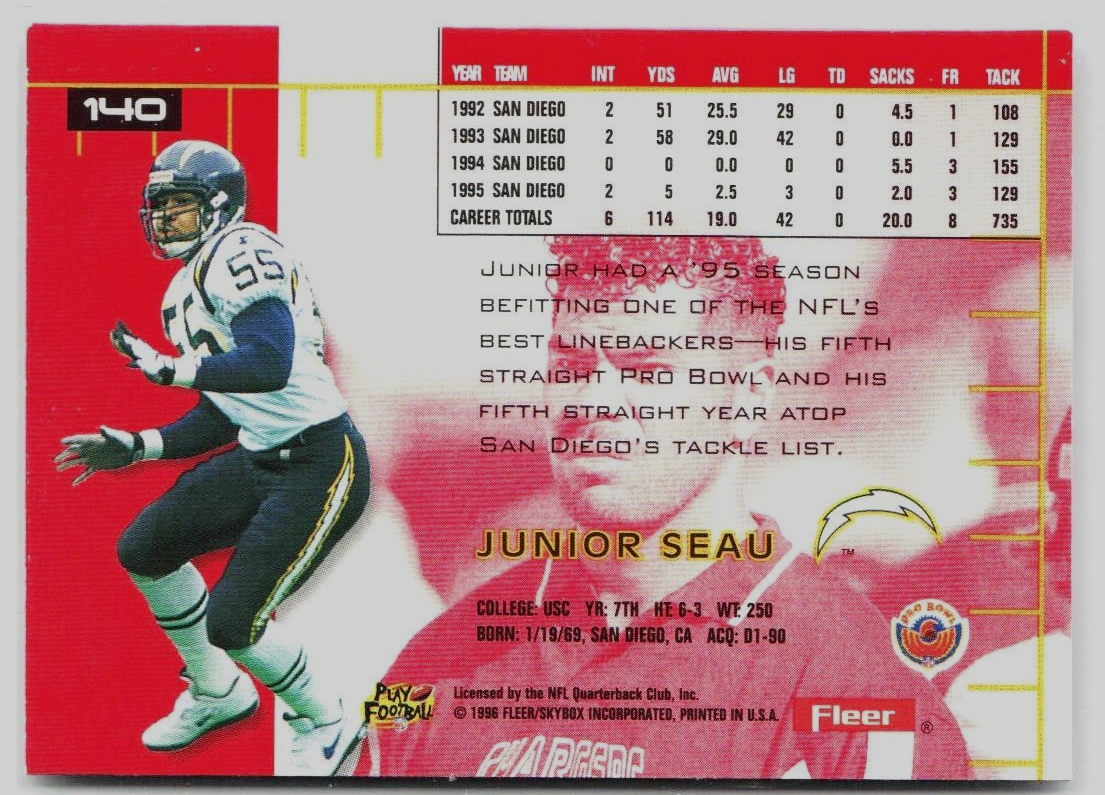 140
YEAR TEAM INT YDS AVG LG TD SACKS FR TACK
1992 SAN DIEGO 2 51 25.5 29 0 4.5 1 108
1993 SAN DIEGO 2 58 29.0 42 0 0.0 1 129
1994 SAN DIEGO 0 0 0.0 0 0 5.5 3 155
1995 SAN DIEGO 2 5 2.5 3 0 2.0 3 129
CAREER TOTALS 6 114 19.0 42 0 20.0 8 735
55
55
JUNIOR HAD A '95 SEASON
BEFITTING ONE OF THE NFL'S
BEST LINEBACKERS—HIS FIFTH
STRAIGHT PRO BOWL AND HIS
FIFTH STRAIGHT YEAR ATOP
SAN DIEGO'S TACKLE LIST.
JUNIOR SEAU
TM
COLLEGE: USC YR: 7TH HT: 6-3 WT: 250
BORN: 1/19/69, SAN DIEGO, CA ACQ: D1-90
PRO BOWL
PLAY
FOOTBALL
Licensed by the NFL Quarterback Club, Inc.
© 1996 FLEER/SKYBOX INCORPORATED, PRINTED IN U.S.A.
Fleer ®